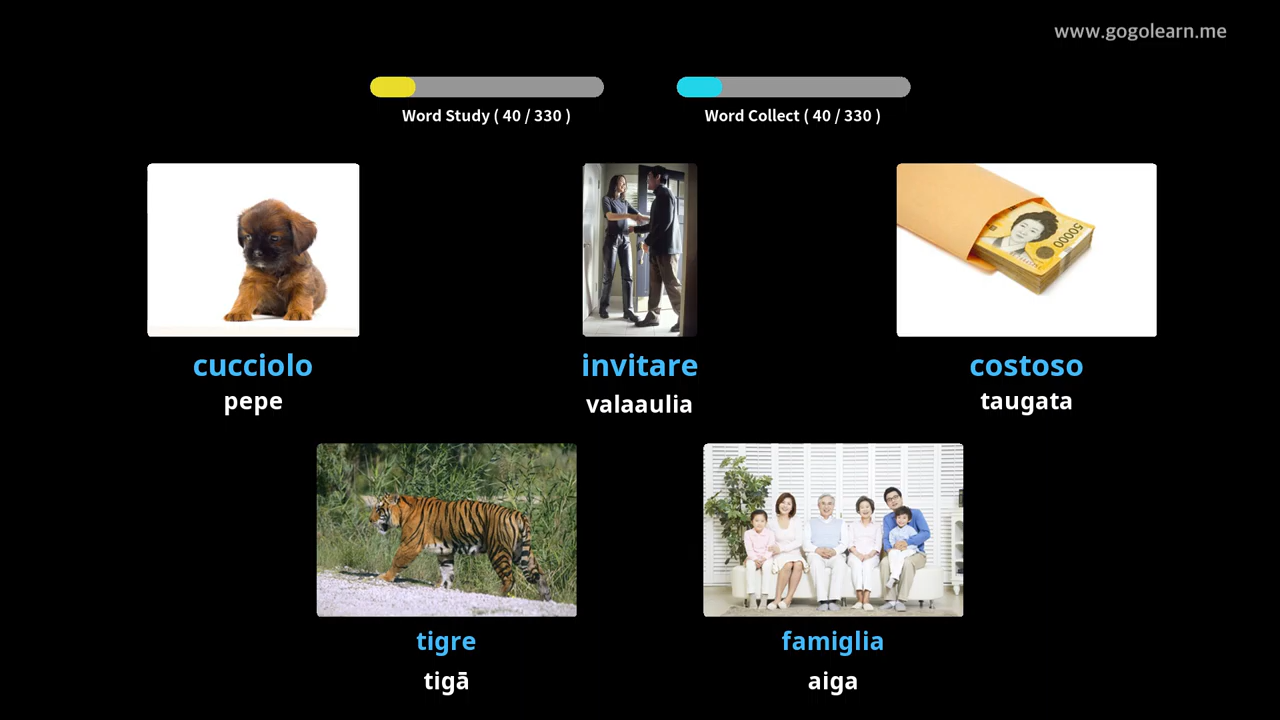 www.gogolearn.me
Word Study ( 40 / 330 )
Word Collect ( 40 / 330 )
50000
cucciolo
pepe
invitare
valaaulia
costoso
taugata
tigre
tigā
famiglia
aiga